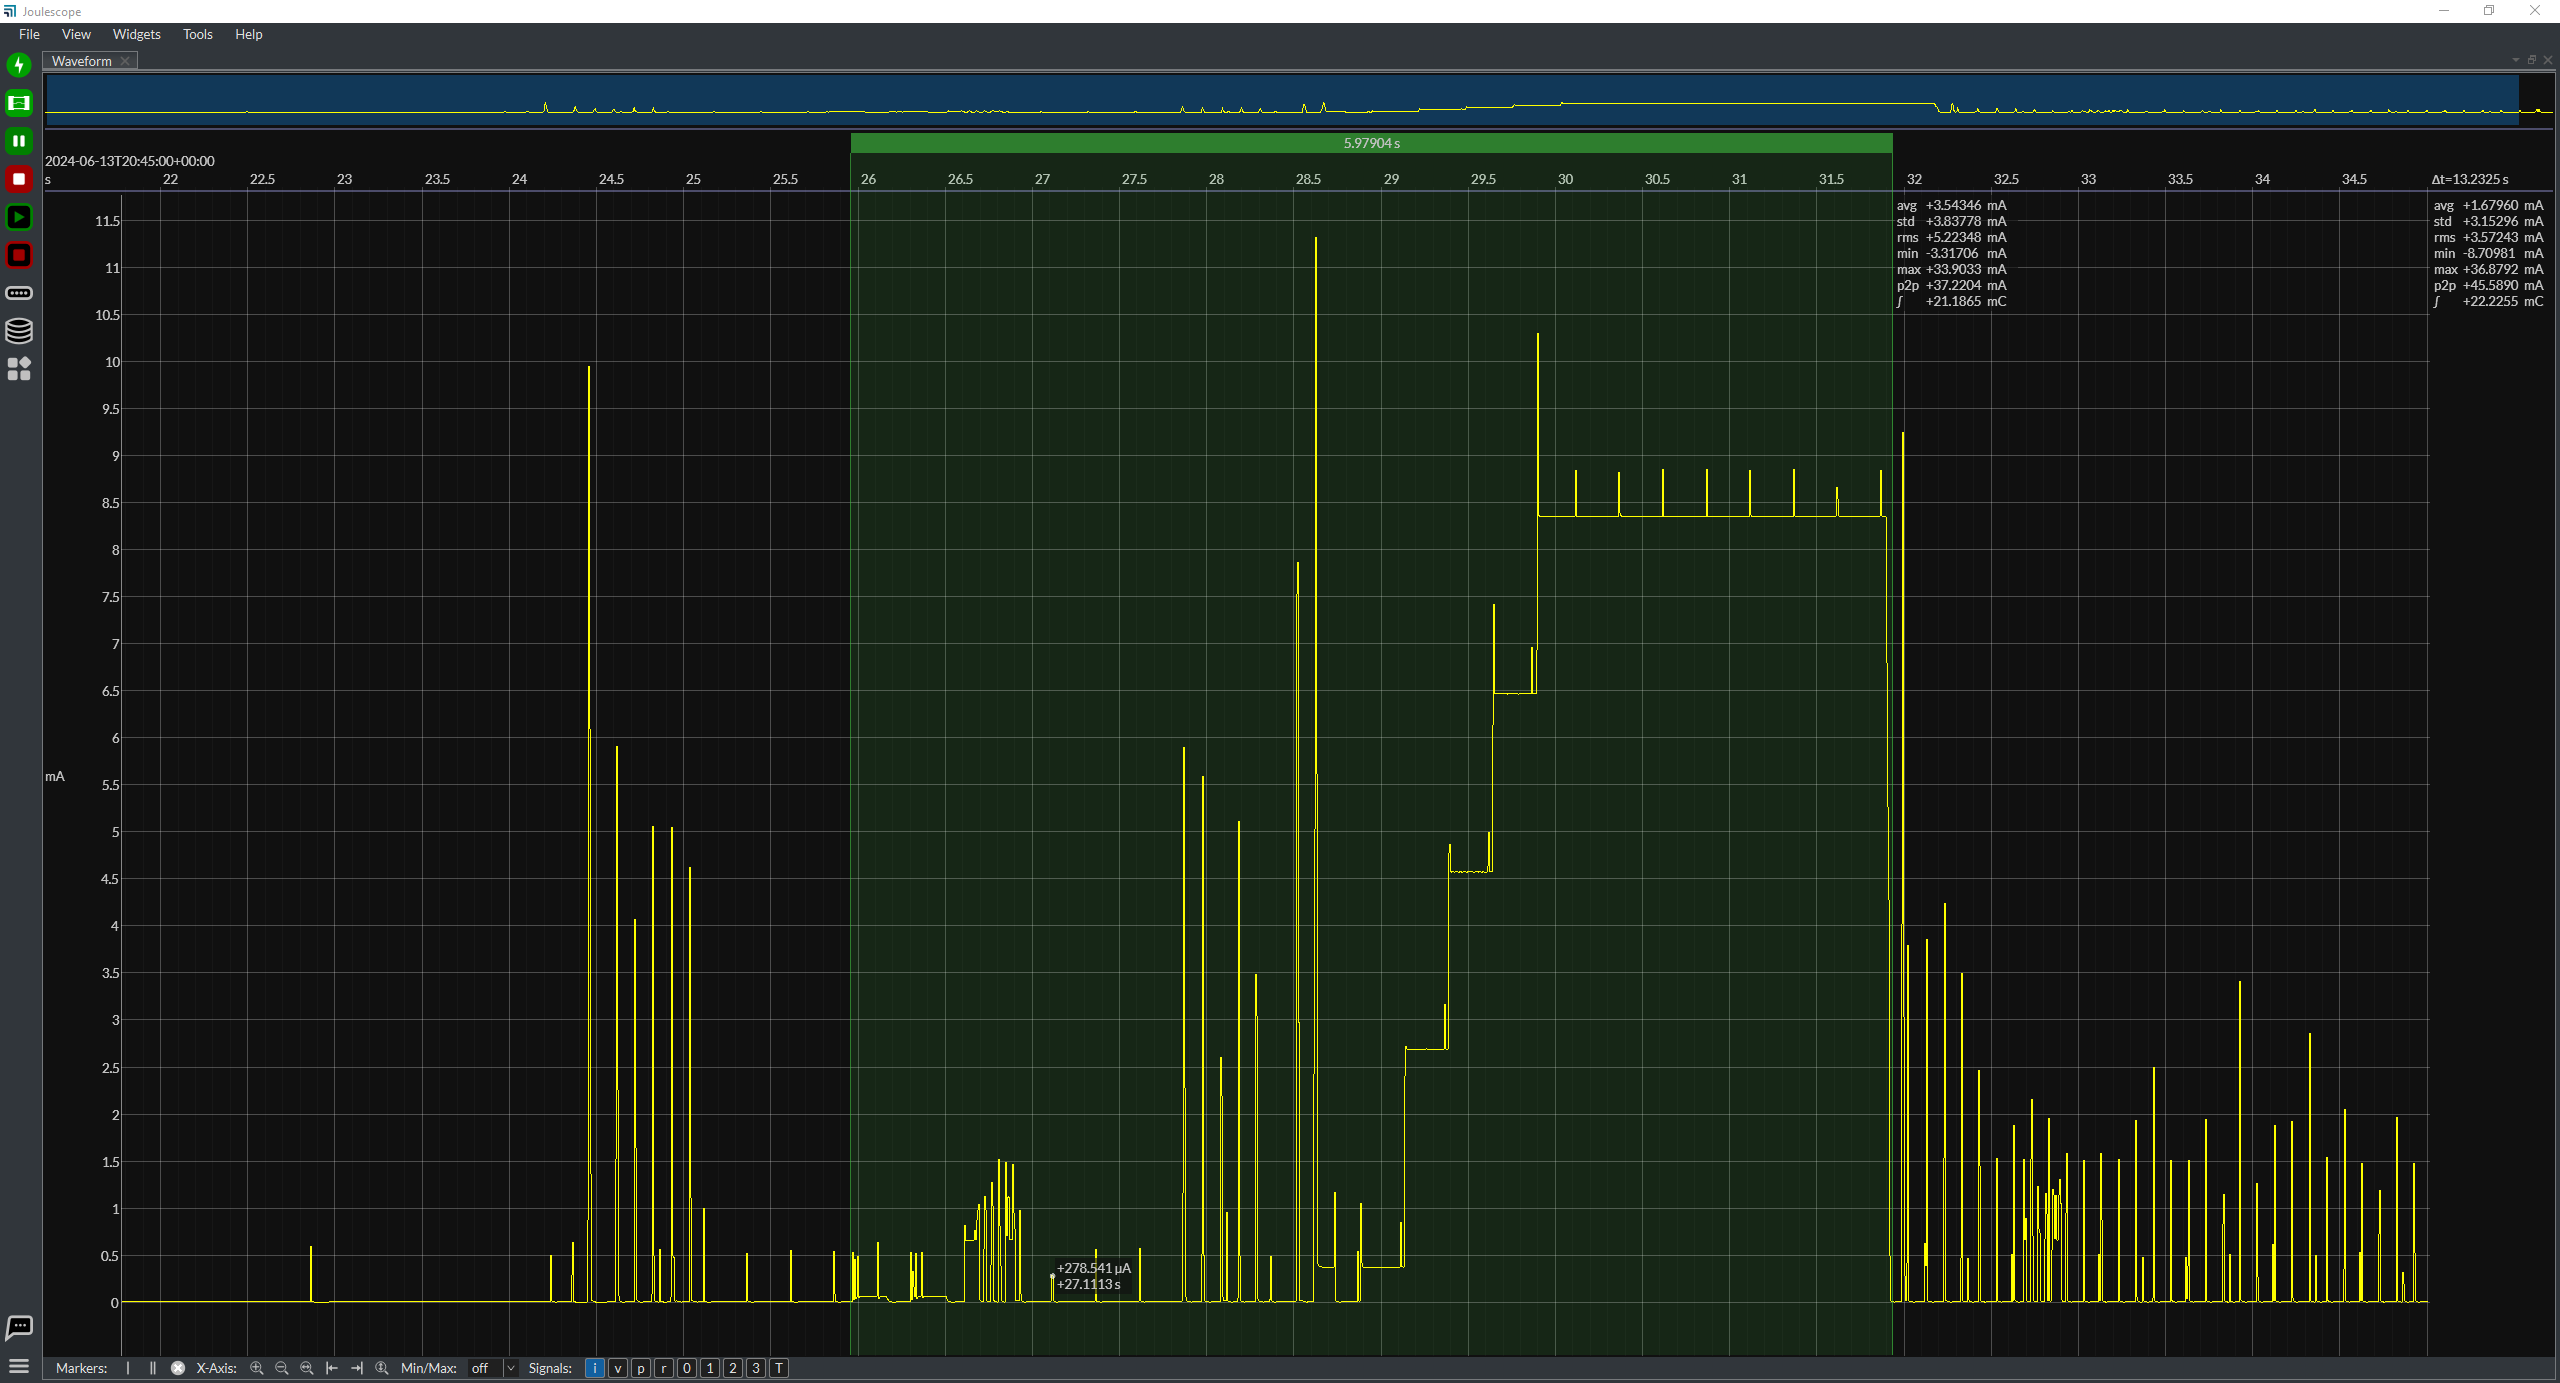 Joulescope
File View Widgets Tools Help
Waveform
5.97904 s
2024-06-13T20:45:00+00:00
s 22 22.5 23 23.5 24 24.5 25 25.5 26 26.5 27 27.5 28 28.5 29 29.5 30 30.5 31 31.5 32 32.5 33 33.5 34 34.5 Δt=13.2325 s
avg +3.54346 mA
std +3.83778 mA
rms +5.22348 mA
min -3.31706 mA
max +33.9033 mA
p2p +37.2204 mA
∫ +21.1865 mC
avg +1.67960 mA
std +3.15296 mA
rms +3.57243 mA
min -8.70981 mA
max +36.8792 mA
p2p +45.5890 mA
∫ +22.2255 mC
11.5
11
10.5
10
9.5
9
8.5
8
7.5
7
6.5
6
mA
5.5
5
4.5
4
3.5
3
2.5
2
1.5
1
0.5
0
+278.541 µA
+27.1113 s
Markers: X-Axis: Min/Max: off Signals: i v p r 0 1 2 3 T